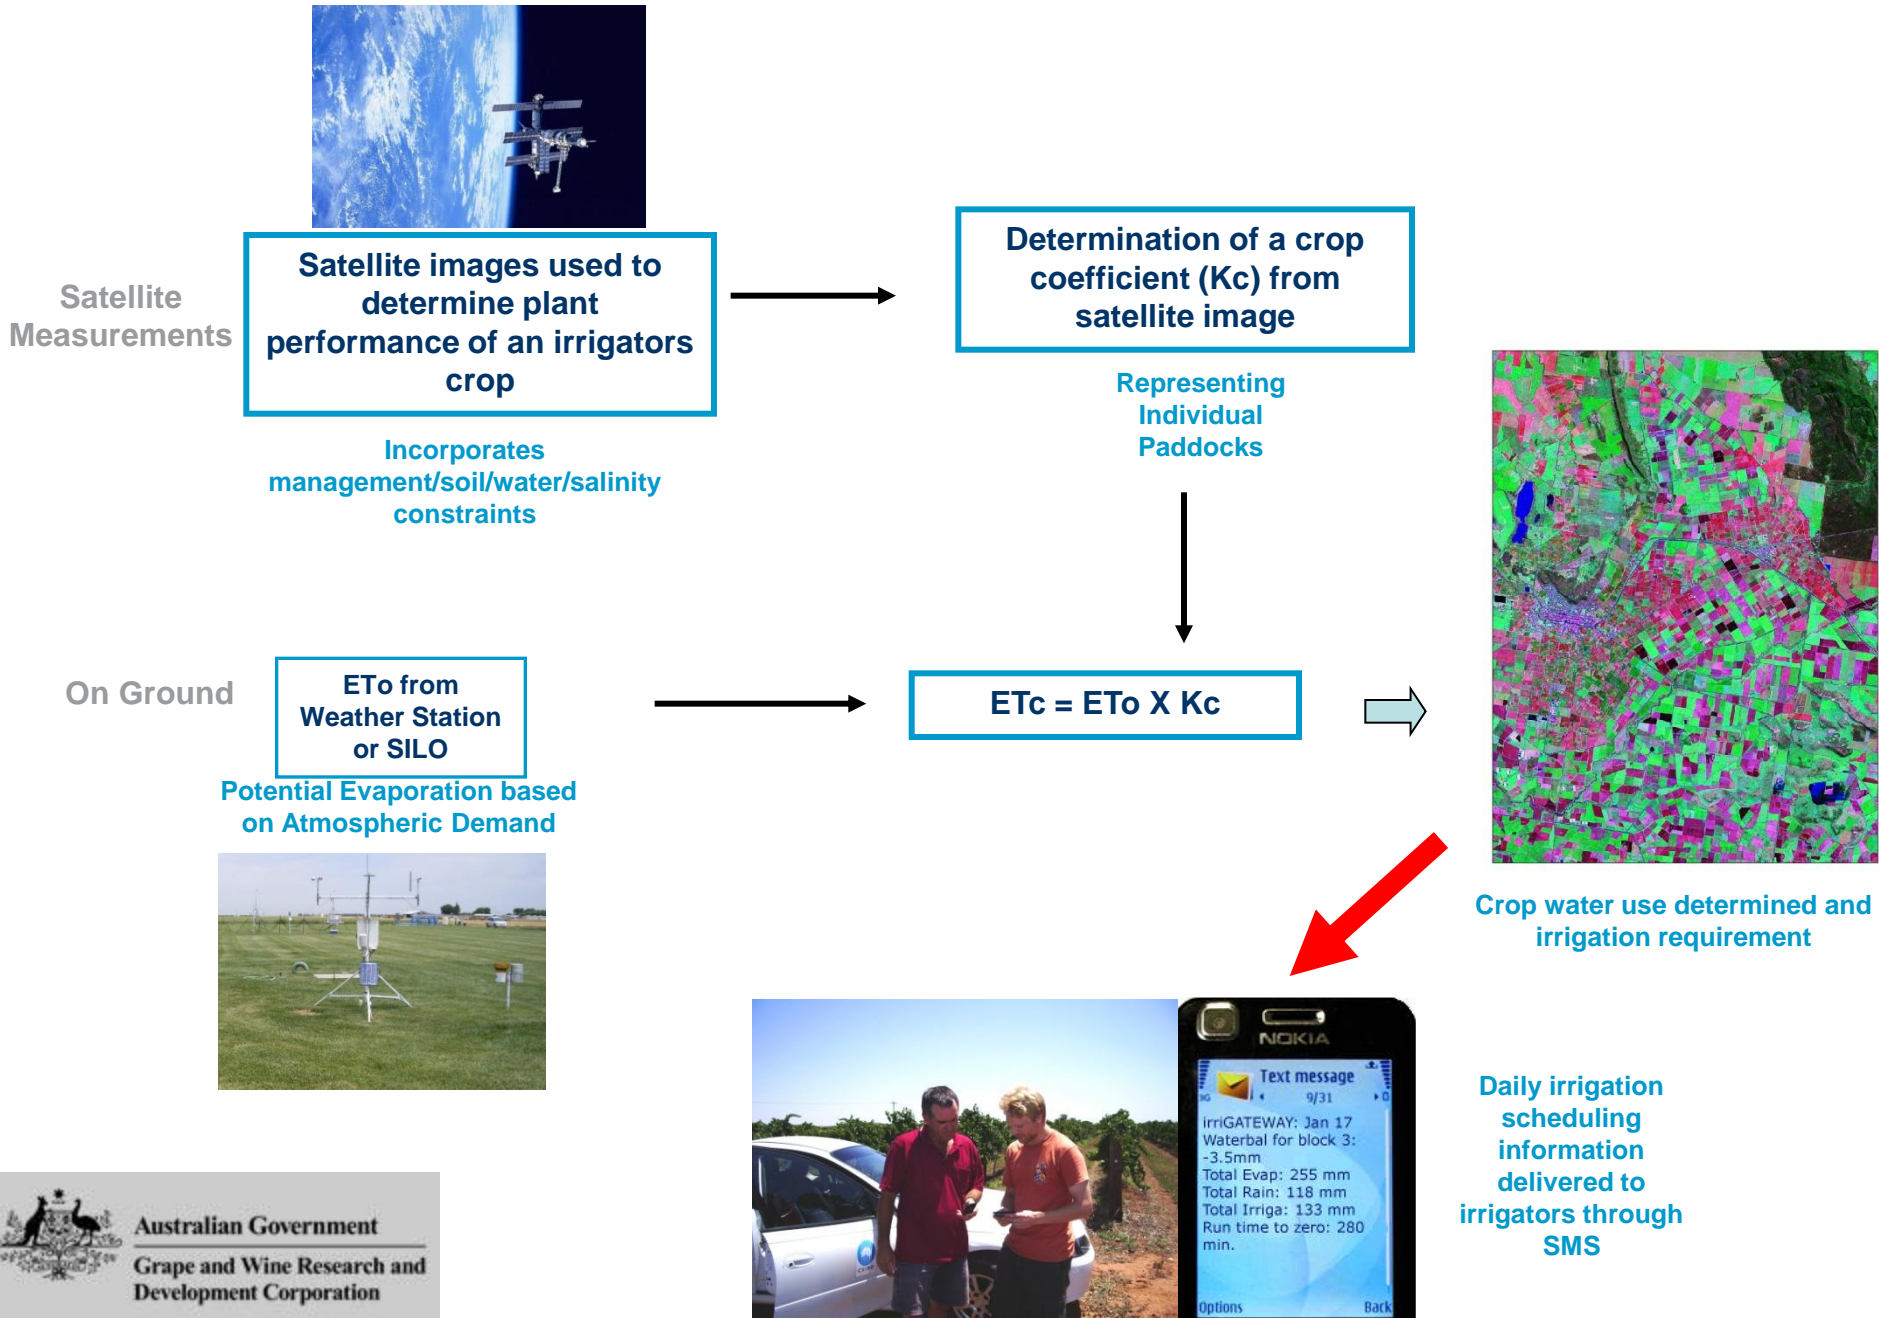 Satellite
Measurements
Satellite images used to
determine plant
performance of an irrigators
crop
Incorporates
management/soil/water/salinity
constraints
Determination of a crop
coefficient (Kc) from
satellite image
Representing
Individual
Paddocks
On Ground
ETo from
Weather Station
or SILO
Potential Evaporation based
on Atmospheric Demand
ETc = ETo X Kc
Crop water use determined and
irrigation requirement
NOKIA
3G
Text message
9/31
irriGATEWAY: Jan 17
Waterbal for block 3:
-3.5mm
Total Evap: 255 mm
Total Rain: 118 mm
Total Irriga: 133 mm
Run time to zero: 280
min.
Options
Back
Daily irrigation
scheduling
information
delivered to
irrigators through
SMS
CSIRO
Australian Government
Grape and Wine Research and
Development Corporation